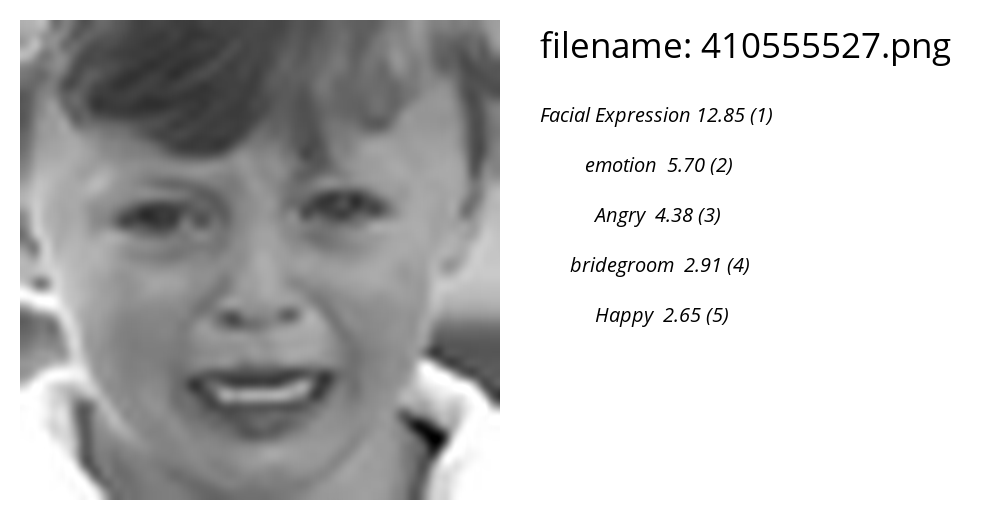 filename: 410555527.png
Facial Expression 12.85 (1)
emotion 5.70 (2)
Angry 4.38 (3)
bridegroom 2.91 (4)
Happy 2.65 (5)